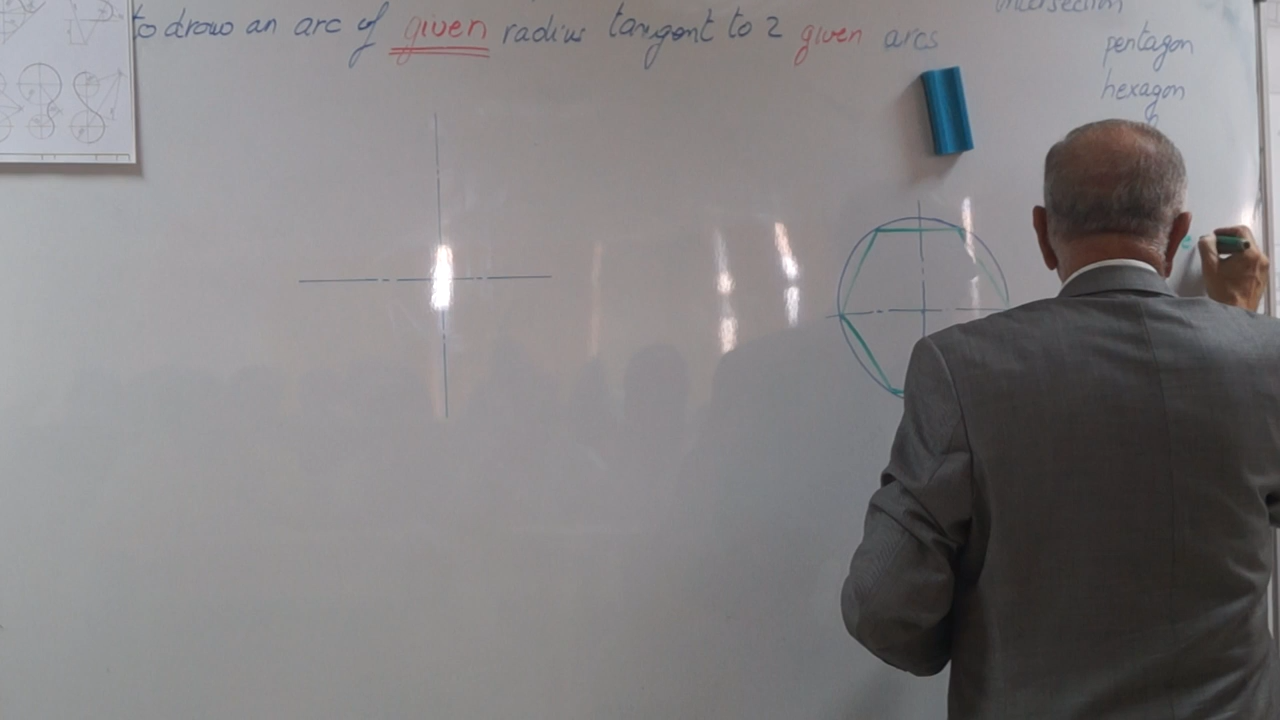 to draw an arc of given radius tangent to 2 given arcs
intersection
pentagon
hexagon